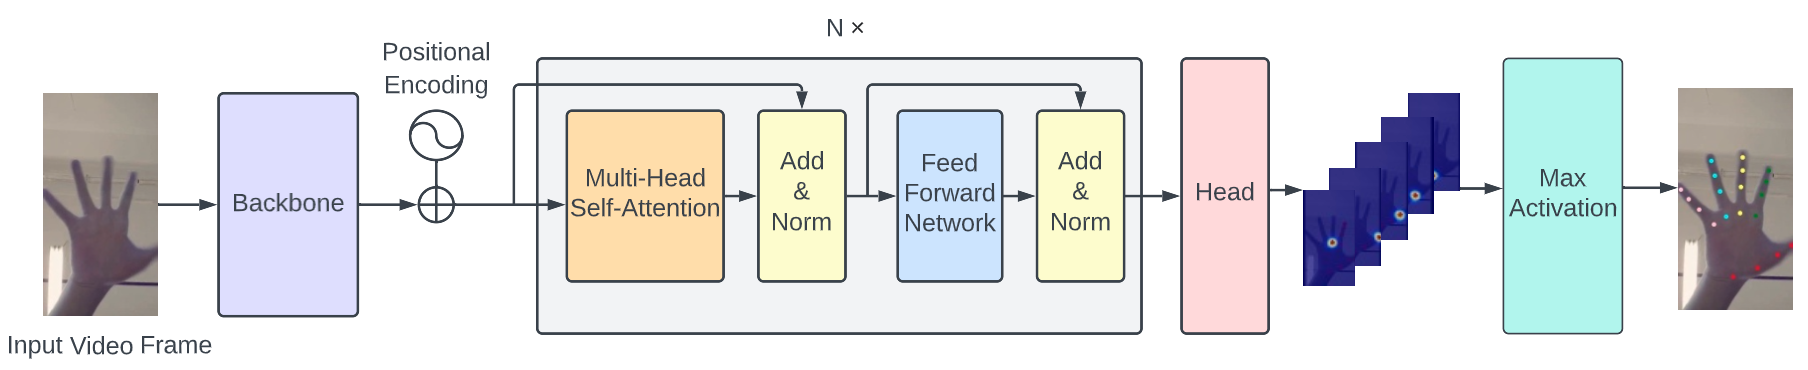 N ×
Positional
Encoding
Input Video Frame
Backbone
Multi-Head
Self-Attention
Add
&
Norm
Feed
Forward
Network
Add
&
Norm
Head
Max
Activation